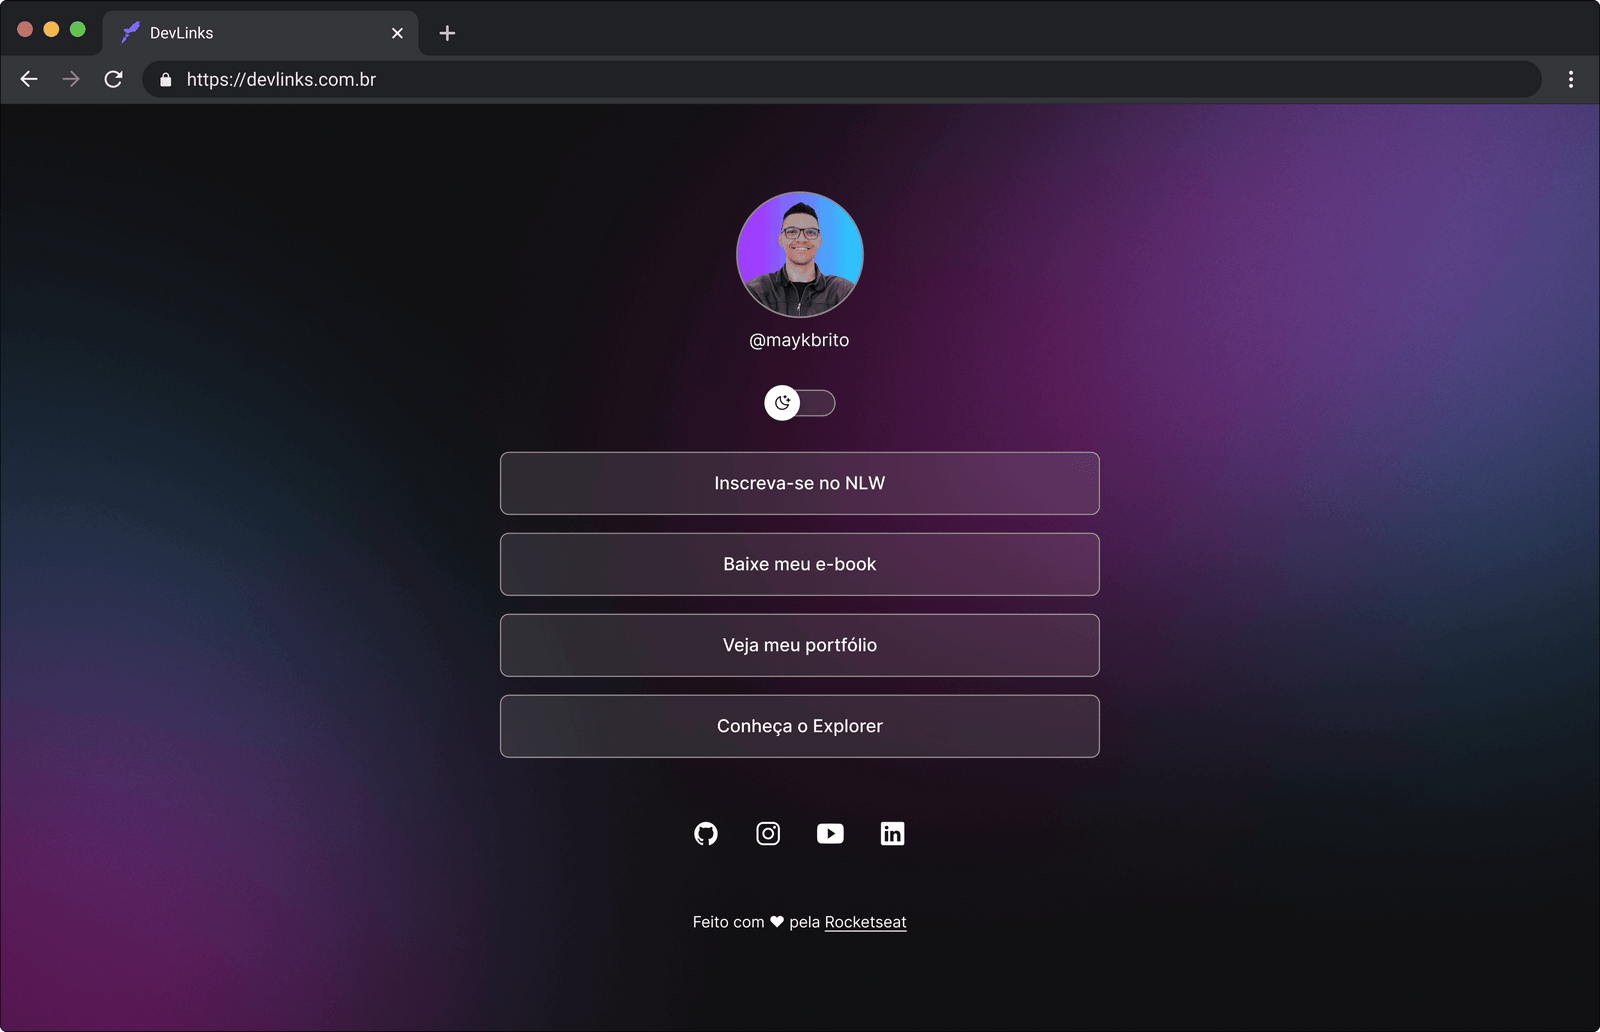 DevLinks
https://devlinks.com.br
@maykbrito
Inscreva-se no NLW
Baixe meu e-book
Veja meu portfólio
Conheça o Explorer
in
Feito com ♥ pela Rocketseat